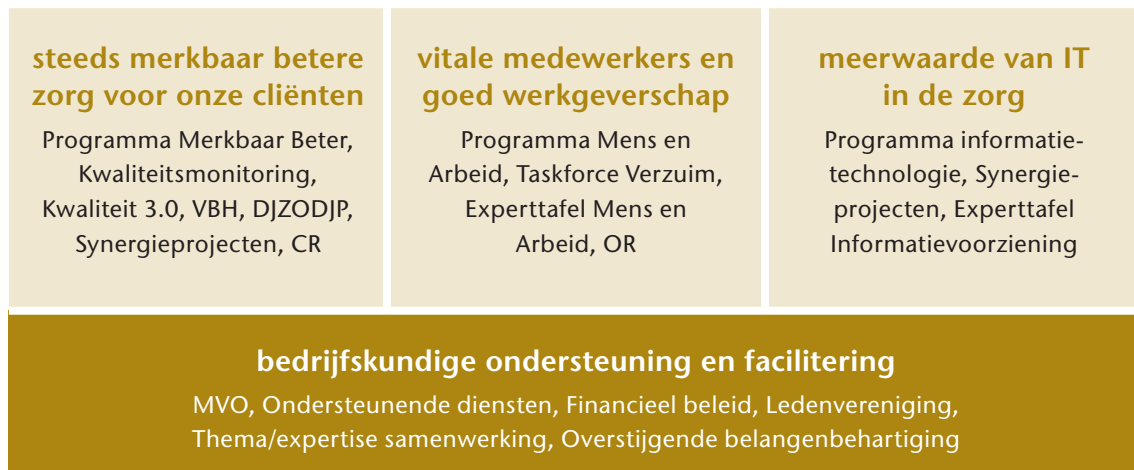 steeds merkbaar betere
zorg voor onze cliënten
Programma Merkbaar Beter,
Kwaliteitsmonitoring,
Kwaliteit 3.0, VBH, DJZODJP,
Synergieprojecten, CR
vitale medewerkers en
goed werkgeverschap
Programma Mens en
Arbeid, Taskforce Verzuim,
Experttafel Mens en
Arbeid, OR
meerwaarde van IT
in de zorg
Programma informatie-
technologie, Synergie-
projecten, Experttafel
Informatievoorziening
bedrijfskundige ondersteuning en facilitering
MVO, Ondersteunende diensten, Financieel beleid, Ledenvereniging,
Thema/expertise samenwerking, Overstijgende belangenbehartiging